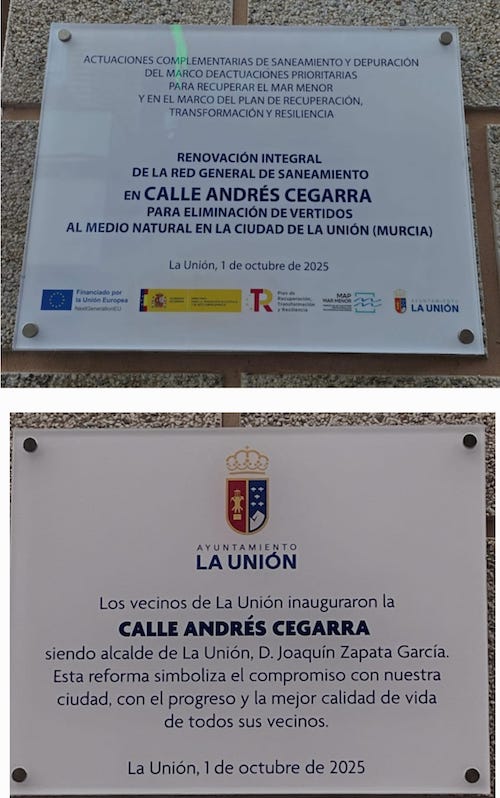 ACTUACIONES COMPLEMENTARIAS DE SANEAMIENTO Y DEPURACIÓN
DEL MARCO DEACTUACIONES PRIORITARIAS
PARA RECUPERAR EL MAR MENOR
Y EN EL MARCO DEL PLAN DE RECUPERACIÓN,
TRANSFORMACIÓN Y RESILIENCIA
RENOVACIÓN INTEGRAL
DE LA RED GENERAL DE SANEAMIENTO
EN CALLE ANDRÉS CEGARRA
PARA ELIMINACIÓN DE VERTIDOS
AL MEDIO NATURAL EN LA CIUDAD DE LA UNIÓN (MURCIA)
La Unión, 1 de octubre de 2025
Financiado por
la Unión Europea
NextGenerationEU
Plan de
Recuperación,
Transformación
y Resiliencia
MAP
MAR MENOR
AYUNTAMIENTO
LA UNIÓN
AYUNTAMIENTO
LA UNIÓN
Los vecinos de La Unión inauguraron la
CALLE ANDRÉS CEGARRA
siendo alcalde de La Unión, D. Joaquín Zapata García.
Esta reforma simboliza el compromiso con nuestra
ciudad, con el progreso y la mejor calidad de vida
de todos sus vecinos.
La Unión, 1 de octubre de 2025